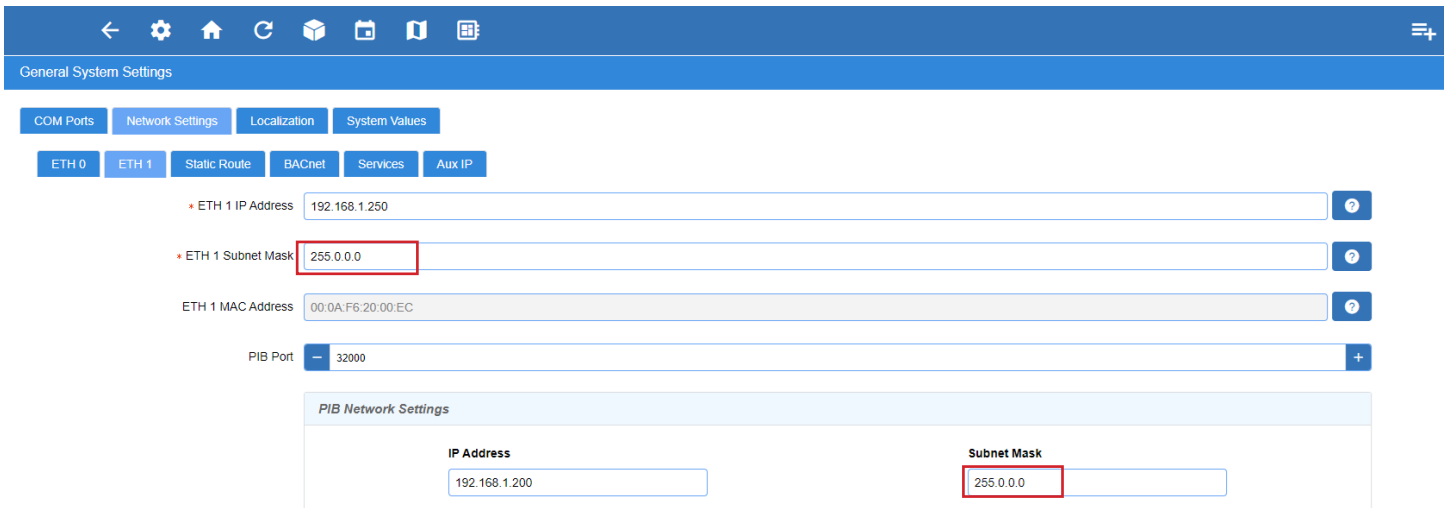 General System Settings
COM Ports Network Settings Localization System Values
ETH 0 ETH 1 Static Route BACnet Services Aux IP
* ETH 1 IP Address 192.168.1.250 ?
* ETH 1 Subnet Mask 255.0.0.0 ?
ETH 1 MAC Address 00:0A:F6:20:00:EC ?
PIB Port − 32000 +
PIB Network Settings
IP Address Subnet Mask
192.168.1.200 255.0.0.0